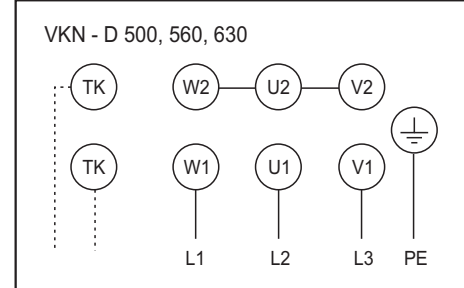 VKN - D 500, 560, 630
TK W2 U2 V2
TK W1 U1 V1
L1 L2 L3 PE